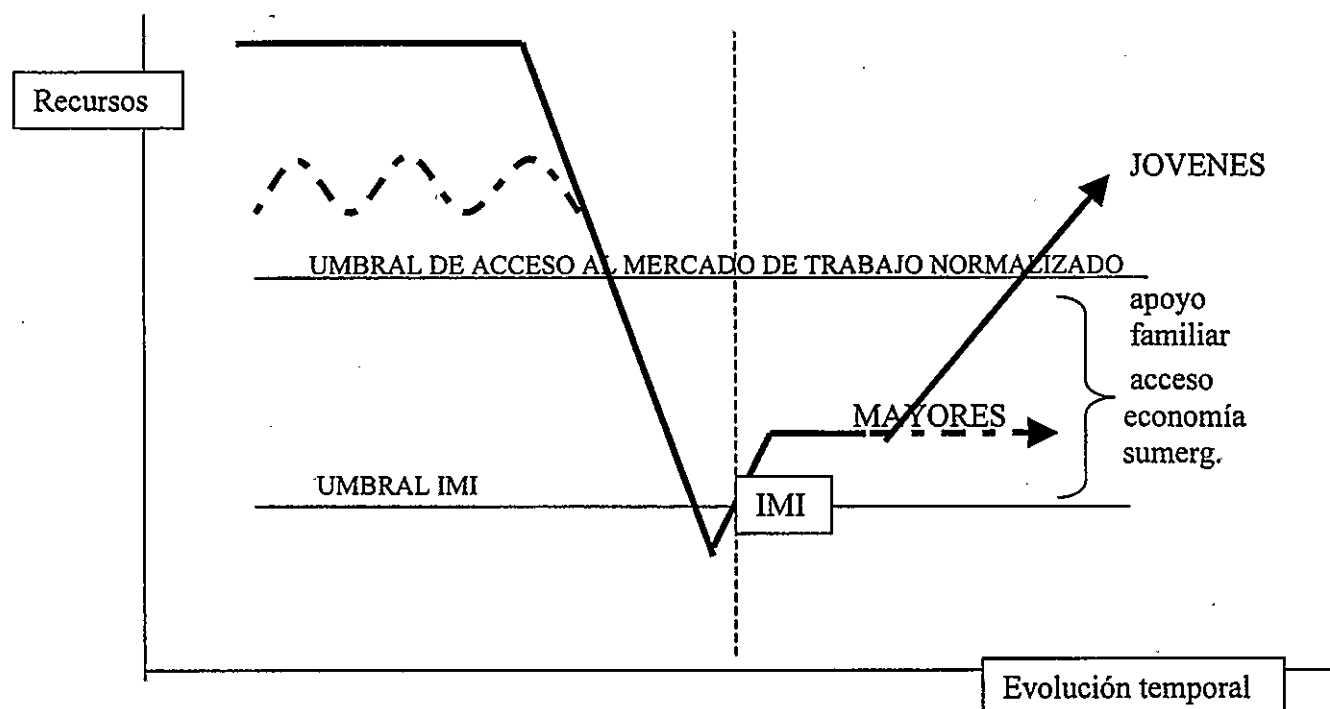 Recursos
JOVENES
UMBRAL DE ACCESO AL MERCADO DE TRABAJO NORMALIZADO
apoyo
familiar
acceso
economía
sumerg.
MAYORES
UMBRAL IMI
IMI
Evolución temporal